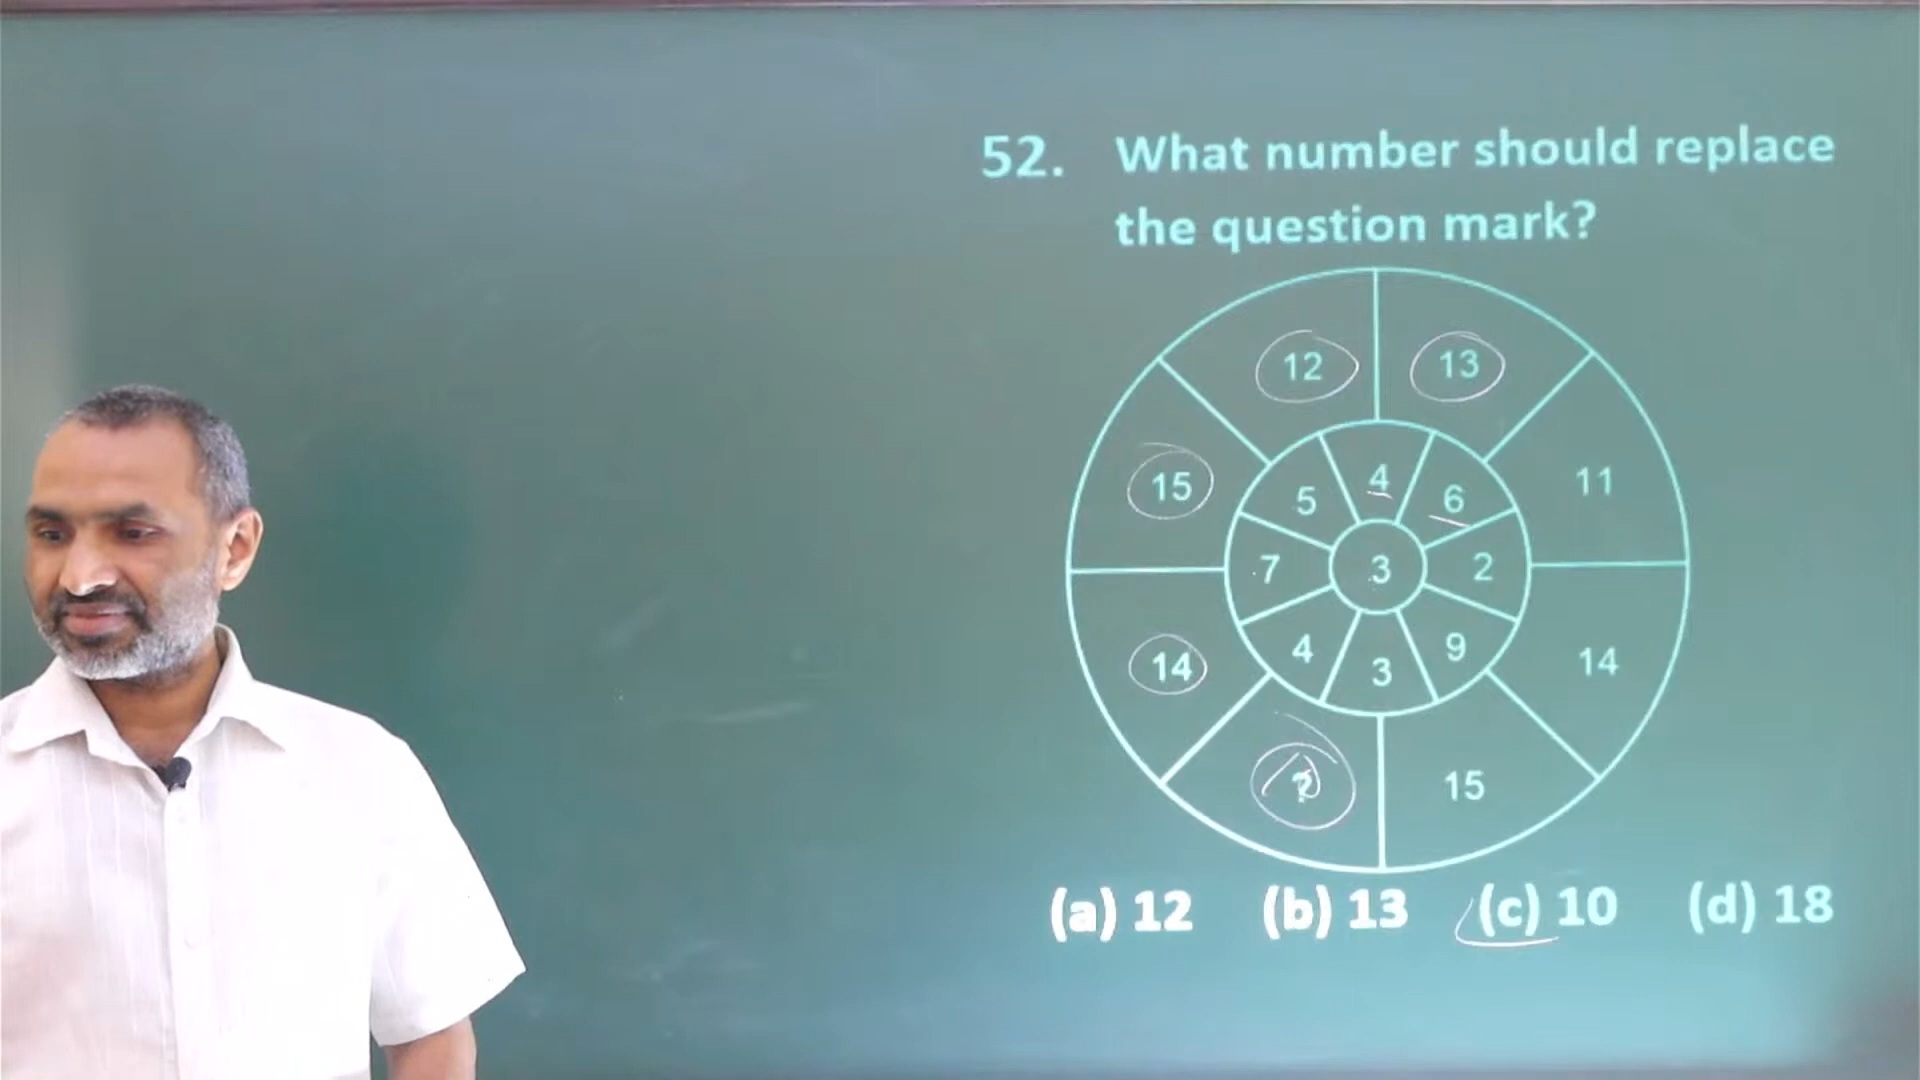 52. What number should replace
the question mark?
12 13
15 11
5 4 6
7 3 2
4 3 9
14 14
? 15
(a) 12 (b) 13 (c) 10 (d) 18